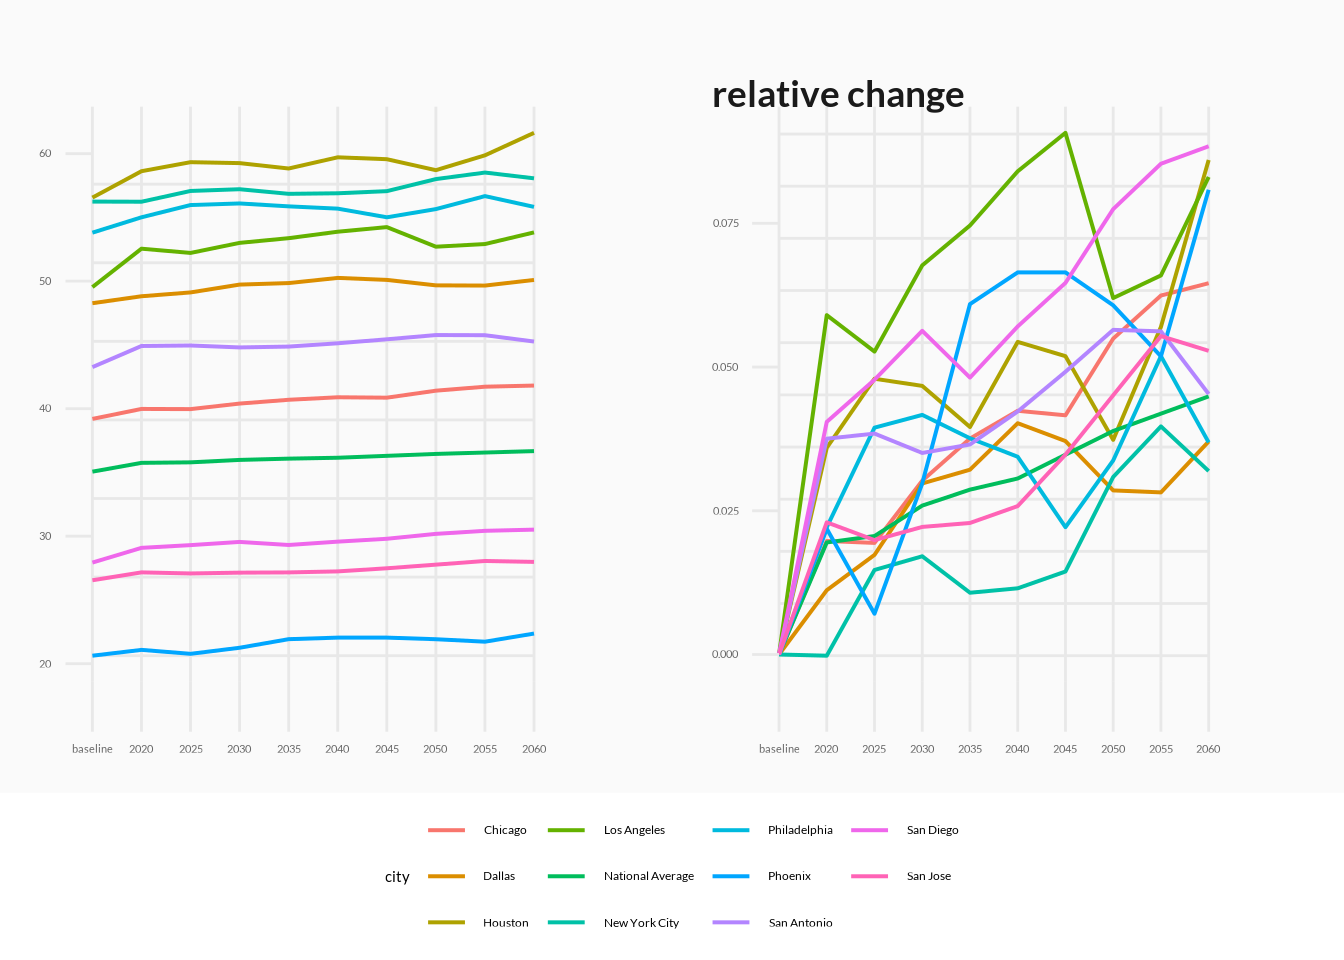 relative change
60
50
40
30
20
baseline 2020 2025 2030 2035 2040 2045 2050 2055 2060
0.075
0.050
0.025
0.000
baseline 2020 2025 2030 2035 2040 2045 2050 2055 2060
city
Chicago Los Angeles Philadelphia San Diego
Dallas National Average Phoenix San Jose
Houston New York City San Antonio